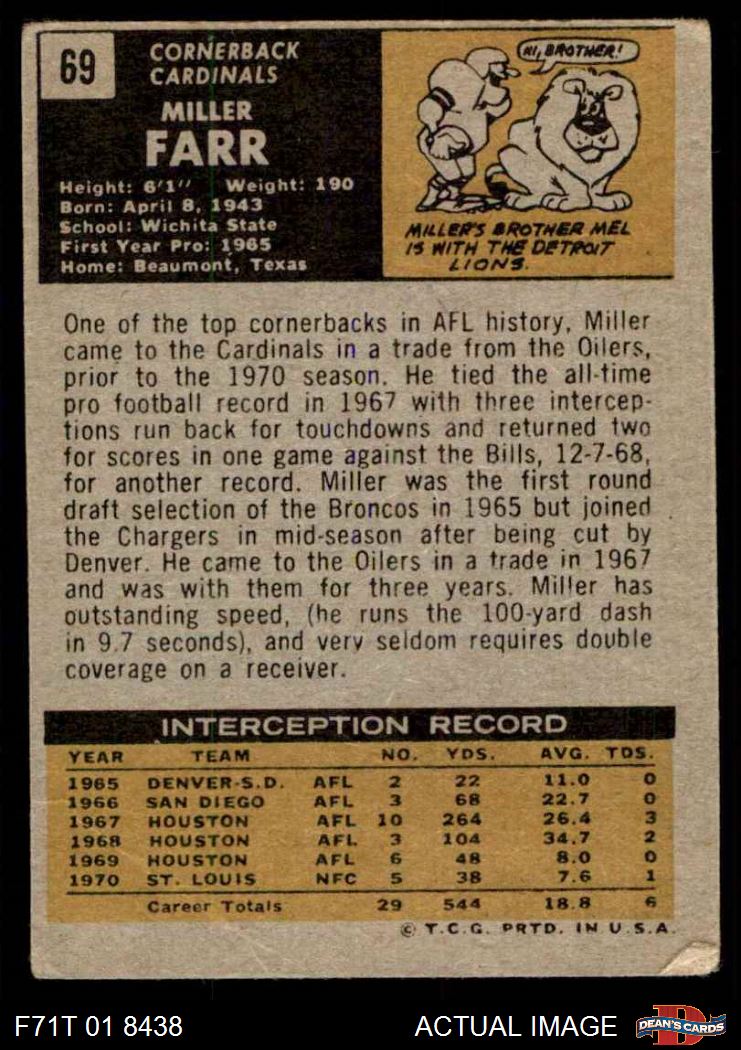 69
CORNERBACK
CARDINALS
MILLER
FARR
Height: 6'1" Weight: 190
Born: April 8, 1943
School: Wichita State
First Year Pro: 1965
Home: Beaumont, Texas
HI, BROTHER!
MILLER'S BROTHER MEL
IS WITH THE DETROIT
LIONS.
One of the top cornerbacks in AFL history, Miller
came to the Cardinals in a trade from the Oilers,
prior to the 1970 season. He tied the all-time
pro football record in 1967 with three intercep-
tions run back for touchdowns and returned two
for scores in one game against the Bills, 12-7-68,
for another record. Miller was the first round
draft selection of the Broncos in 1965 but joined
the Chargers in mid-season after being cut by
Denver. He came to the Oilers in a trade in 1967
and was with them for three years. Miller has
outstanding speed, (he runs the 100-yard dash
in 9.7 seconds), and very seldom requires double
coverage on a receiver.
INTERCEPTION RECORD
YEAR TEAM NO. YDS. AVG. TDS.
1965 DENVER-S.D. AFL 2 22 11.0 0
1966 SAN DIEGO AFL 3 68 22.7 0
1967 HOUSTON AFL 10 264 26.4 3
1968 HOUSTON AFL 3 104 34.7 2
1969 HOUSTON AFL 6 48 8.0 0
1970 ST. LOUIS NFC 5 38 7.6 1
Career Totals 29 544 18.8 6
© T.C.G. PRTD. IN U.S.A.
F71T 01 8438 ACTUAL IMAGE
D
DEAN'S CARDS